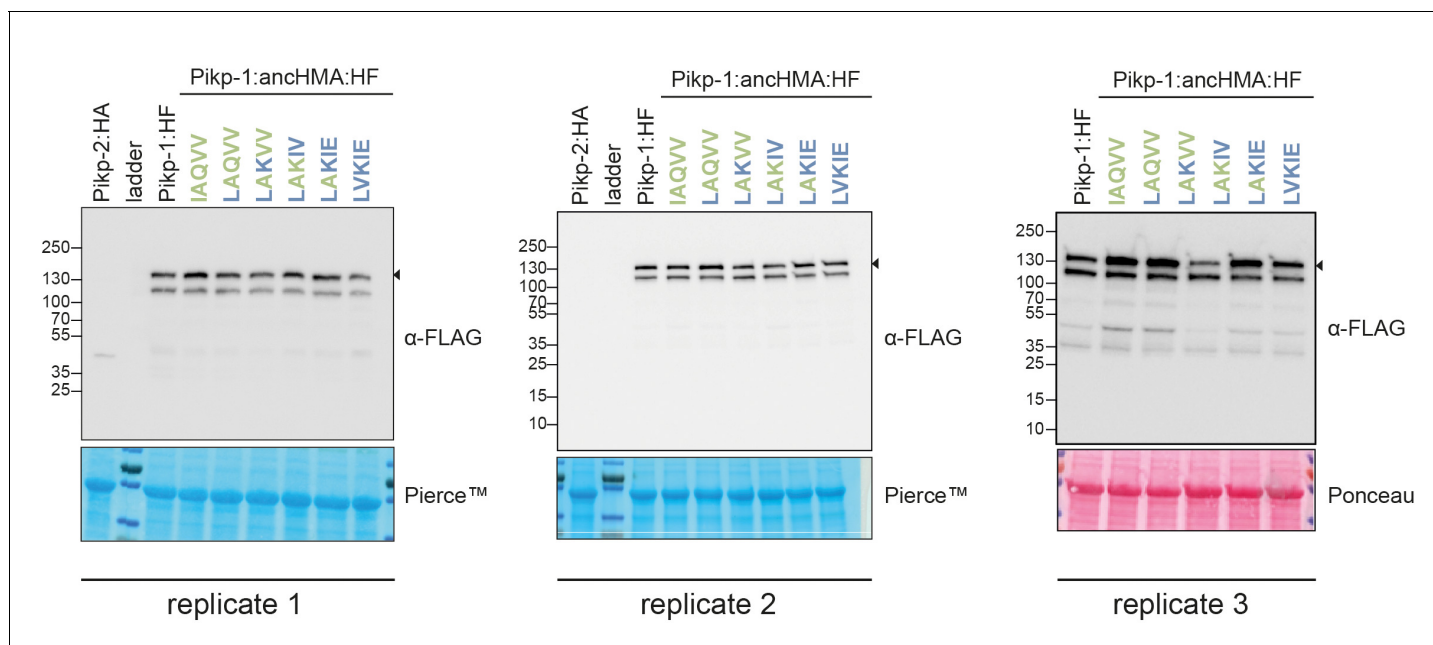 Pikp-1:ancHMA:HF
Pikp-2:HA
ladder
Pikp-1:HF
IAQVV
LAQVV
LAKVV
LAKIV
LAKIE
LVKIE
250
130
100
70
55
35
25
α-FLAG
Pierce™
replicate 1
Pikp-1:ancHMA:HF
Pikp-2:HA
ladder
Pikp-1:HF
IAQVV
LAQVV
LAKVV
LAKIV
LAKIE
LVKIE
250
130
100
70
55
35
25
15
10
α-FLAG
Pierce™
replicate 2
Pikp-1:ancHMA:HF
Pikp-1:HF
IAQVV
LAQVV
LAKVV
LAKIV
LAKIE
LVKIE
250
130
100
70
55
35
25
15
10
α-FLAG
Ponceau
replicate 3